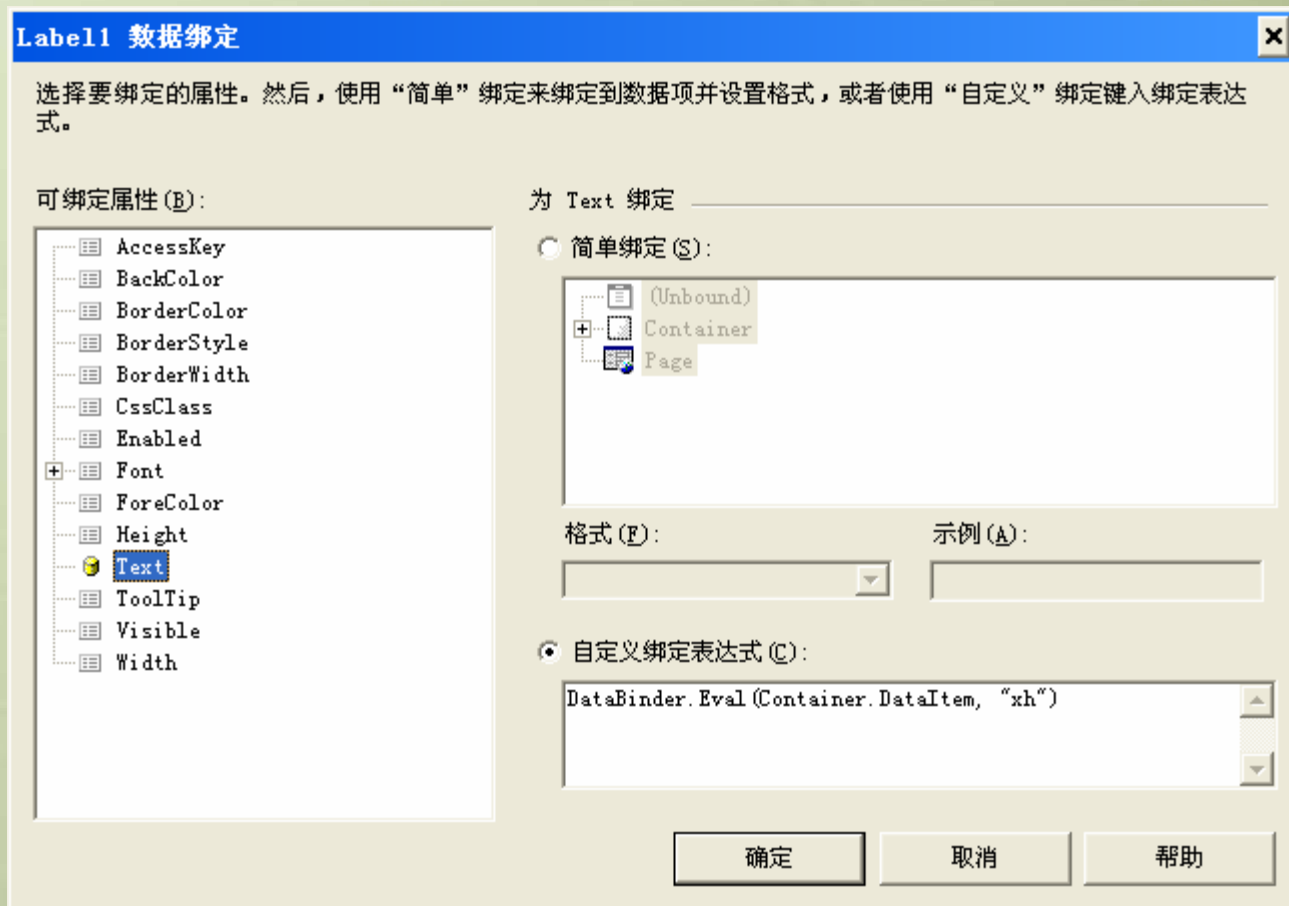 Label1 数据绑定
选择要绑定的属性。然后，使用“简单”绑定来绑定到数据项并设置格式，或者使用“自定义”绑定键入绑定表达
式。
可绑定属性(B):
AccessKey
BackColor
BorderColor
BorderStyle
BorderWidth
CssClass
Enabled
Font
ForeColor
Height
Text
ToolTip
Visible
Width
为 Text 绑定
简单绑定(S):
(Unbound)
Container
Page
格式(F):
示例(A):
自定义绑定表达式(C):
DataBinder.Eval(Container.DataItem, "xh")
确定
取消
帮助